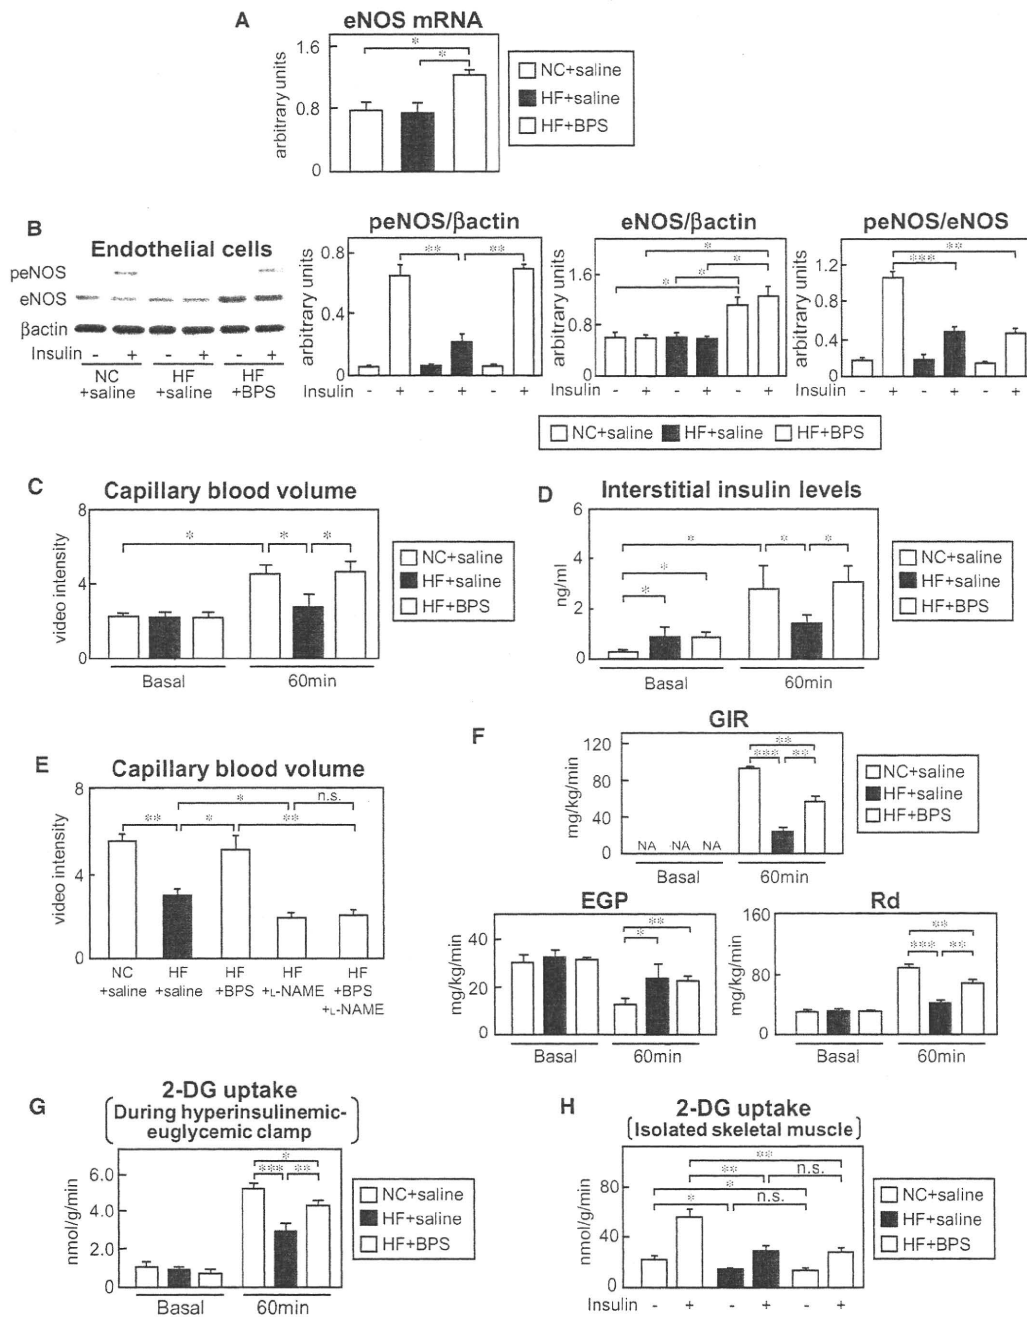 A
eNOS mRNA
arbitrary units
1.6
0.8
0
*
*
NC+saline
HF+saline
HF+BPS
B
Endothelial cells
peNOS
eNOS
βactin
Insulin - + - + - +
NC +saline
HF +saline
HF +BPS
peNOS/βactin
arbitrary units
0.8
0.4
0
** **
Insulin - + - + - +
eNOS/βactin
arbitrary units
1.6
0.8
0
*
*
*
*
Insulin - + - + - +
peNOS/eNOS
arbitrary units
1.2
0.8
0.4
0
**
***
Insulin - + - + - +
NC+saline HF+saline HF+BPS
C
Capillary blood volume
video intensity
8
4
0
* * *
Basal 60min
NC+saline
HF+saline
HF+BPS
D
Interstitial insulin levels
ng/ml
6
4
2
0
* * *
*
*
Basal 60min
NC+saline
HF+saline
HF+BPS
E
Capillary blood volume
video intensity
8
4
0
* n.s.
** * **
NC +saline
HF +saline
HF +BPS
HF +L-NAME
HF +BPS +L-NAME
F
GIR
mg/kg/min
120
80
40
0
**
*** **
NA NA NA
Basal 60min
NC+saline
HF+saline
HF+BPS
EGP
mg/kg/min
40
20
0
**
*
Basal 60min
Rd
mg/kg/min
160
80
0
**
*** **
Basal 60min
G
2-DG uptake
(During hyperinsulinemic-
euglycemic clamp)
nmol/g/min
6.0
4.0
2.0
0
*
*** **
Basal 60min
NC+saline
HF+saline
HF+BPS
H
2-DG uptake
(Isolated skeletal muscle)
nmol/g/min
80
40
0
**
** n.s.
*
* n.s.
Insulin - + - + - +
NC+saline
HF+saline
HF+BPS